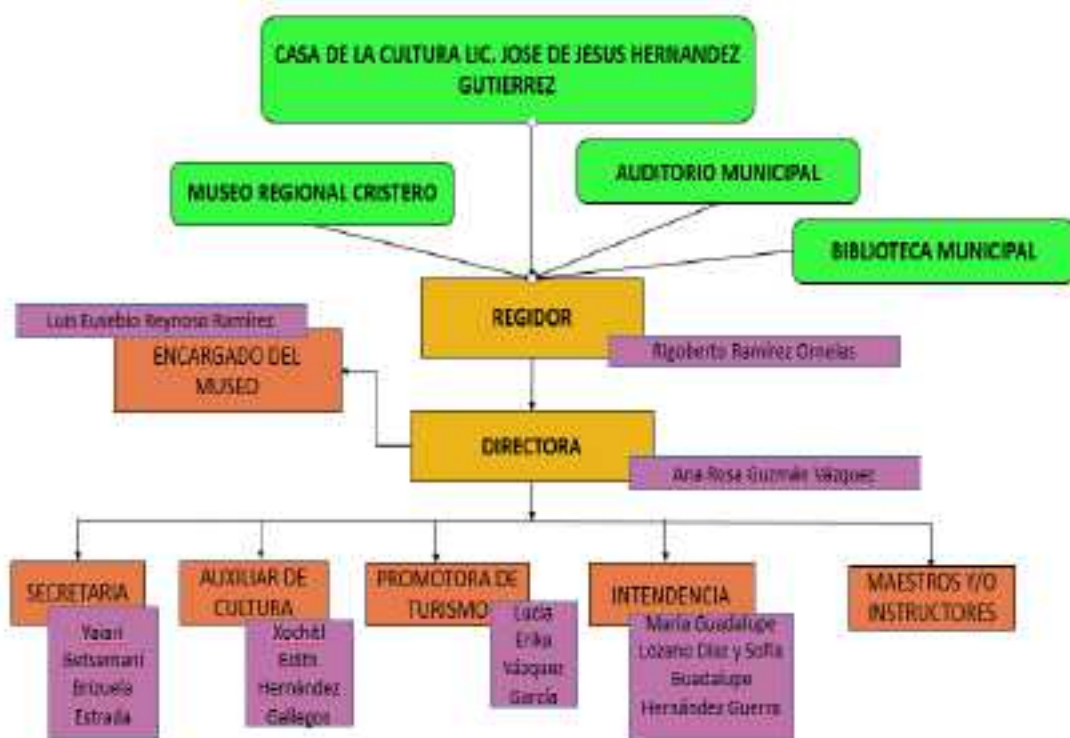 CASA DE LA CULTURA LIC. JOSE DE JESUS HERNANDEZ
GUTIERREZ
AUDITORIO MUNICIPAL
MUSEO REGIONAL CRISTERO
BIBLIOTECA MUNICIPAL
REGIDOR
Luis Eusebio Reynoso Ramírez
Rigoberto Ramírez Ornelas
ENCARGADO DEL
MUSEO
DIRECTORA
Ana Rosa Guzmán Vázquez
SECRETARIA
Getsamani
Brizuela
Estrada
AUXILIAR DE
CULTURA
Xochitl
Edith
Hernández
Gallegos
PROMOTORA DE
TURISMO
Lucia
Erika
Vázquez
García
INTENDENCIA
María Guadalupe
Lozano Díaz y Sofía
Guadalupe
Hernández Guerra
MAESTROS Y/O
INSTRUCTORES